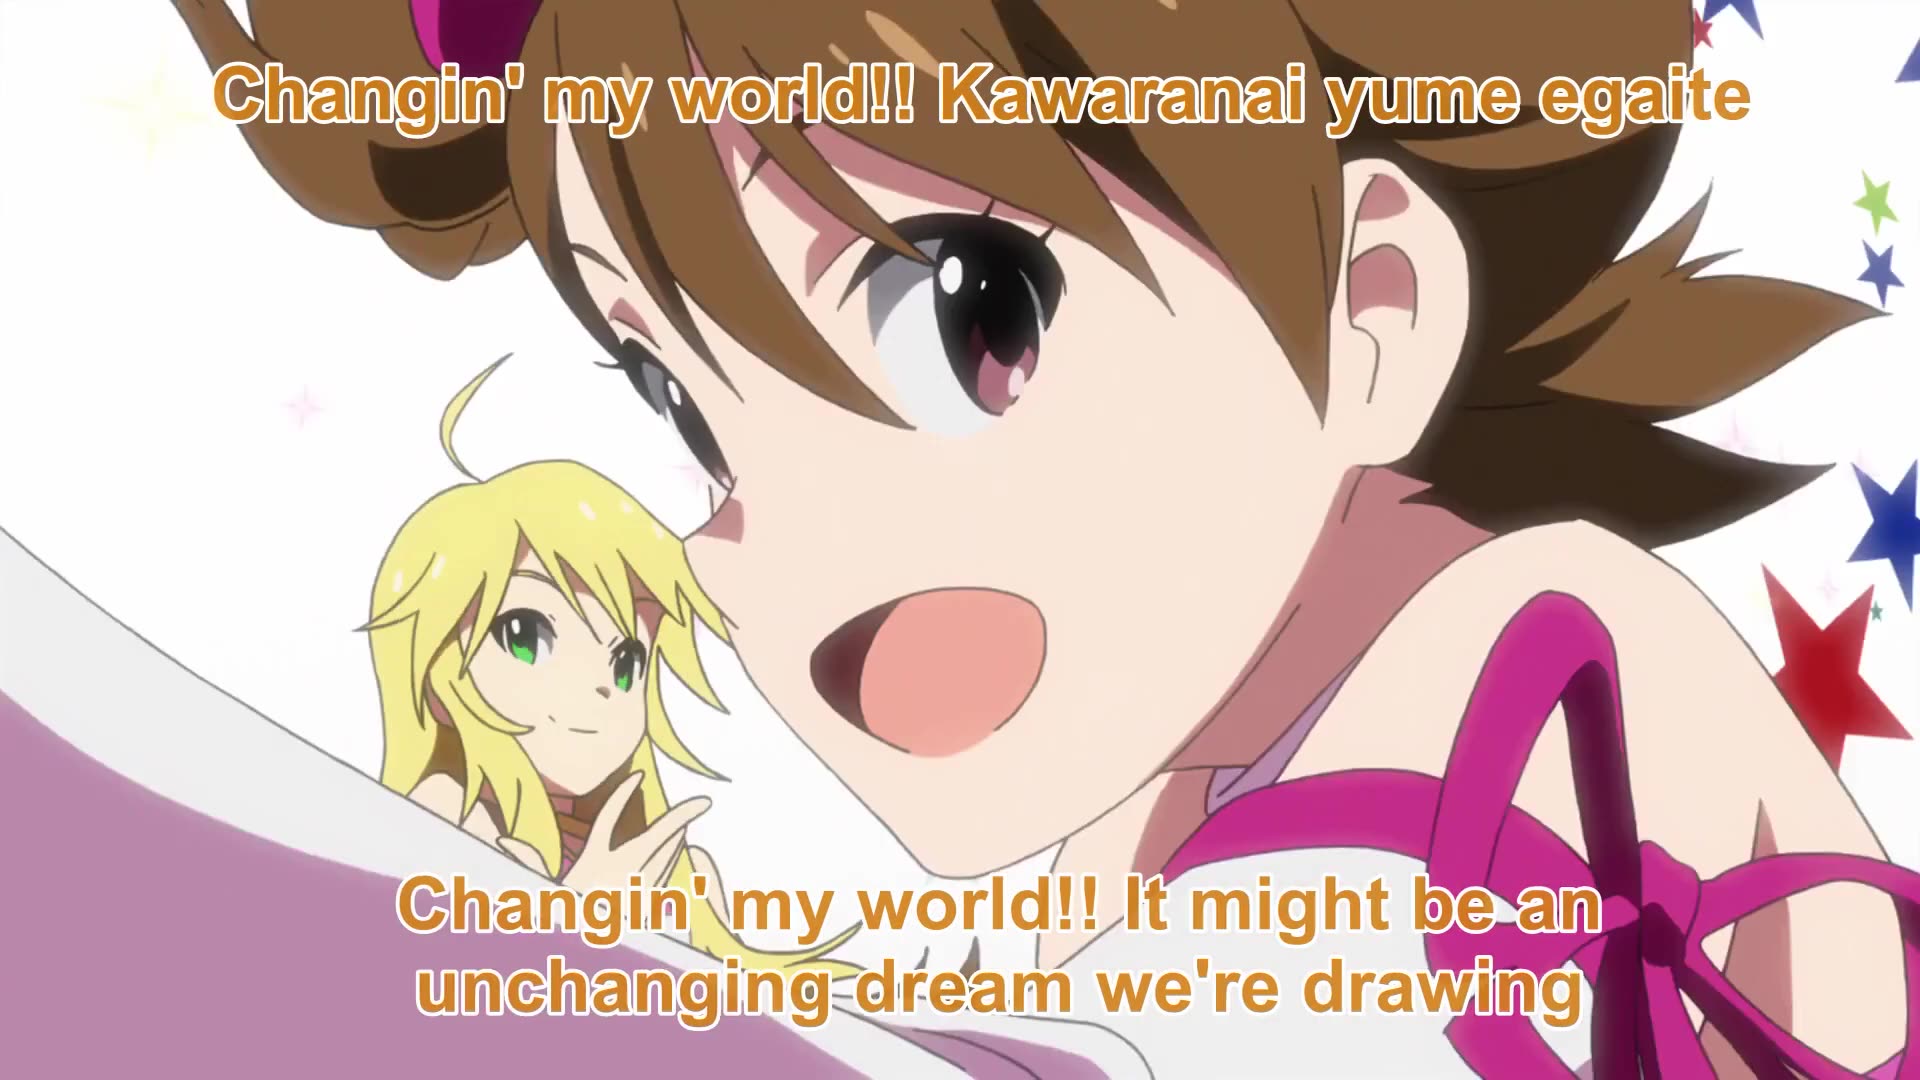 Changin' my world!! Kawaranai yume egaite
Changin' my world!! It might be an
unchanging dream we're drawing